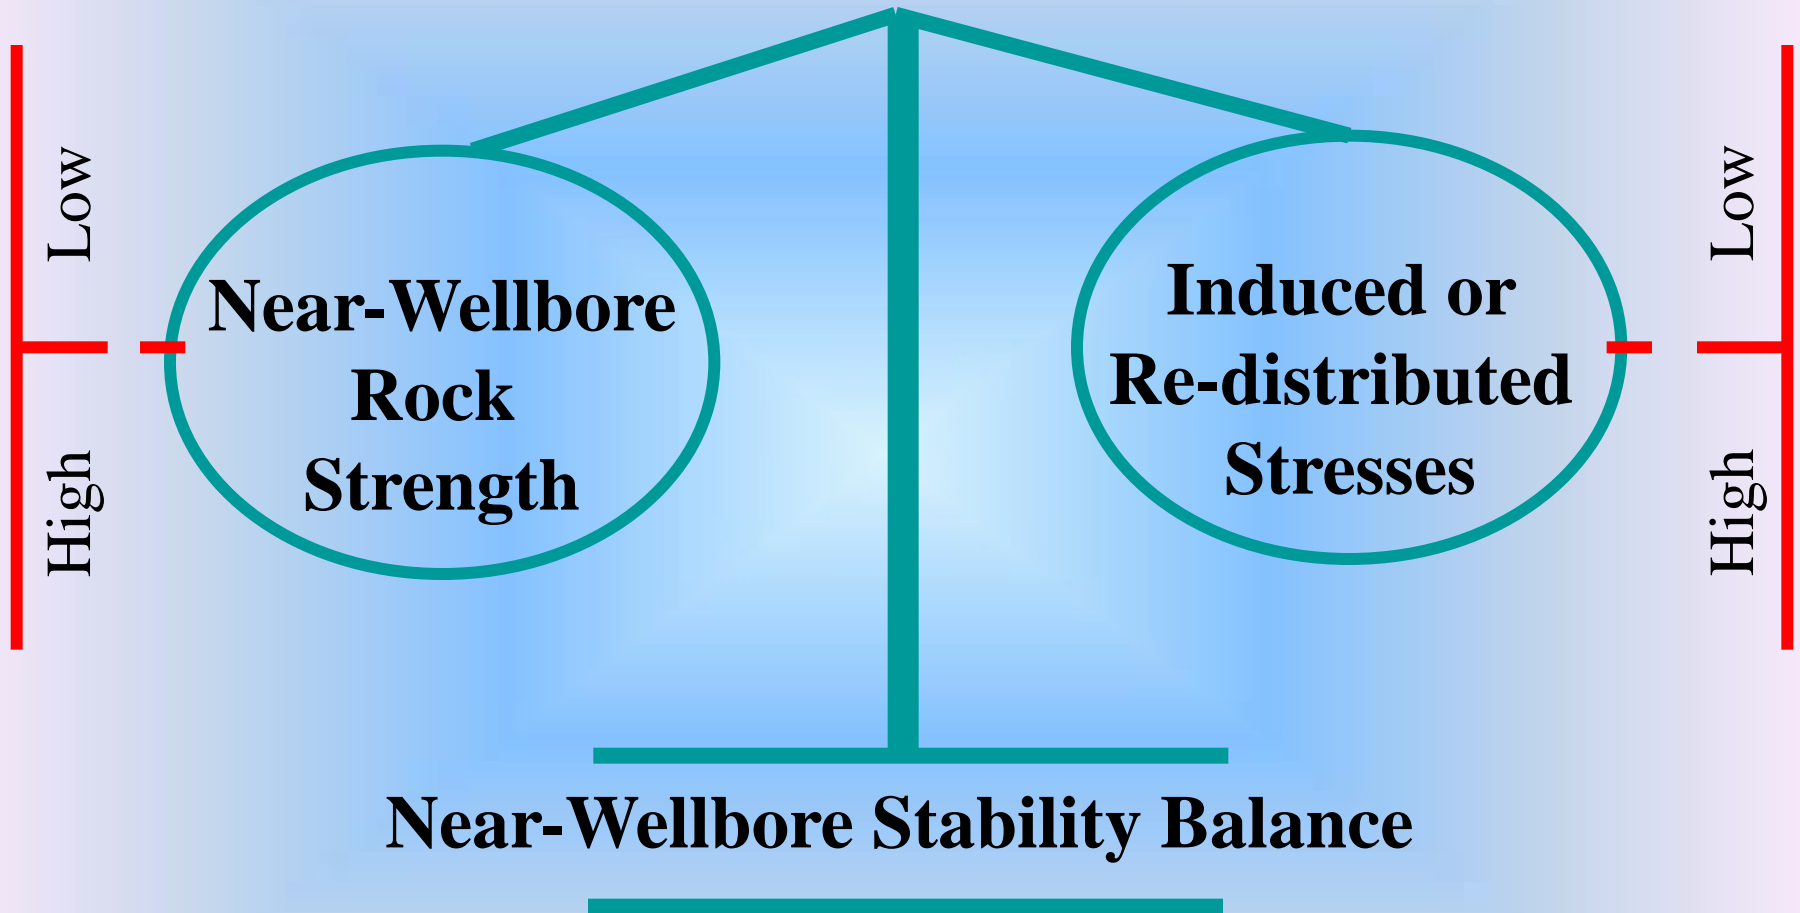 Low
High
Near-Wellbore
Rock
Strength
Induced or
Re-distributed
Stresses
Low
High
Near-Wellbore Stability Balance